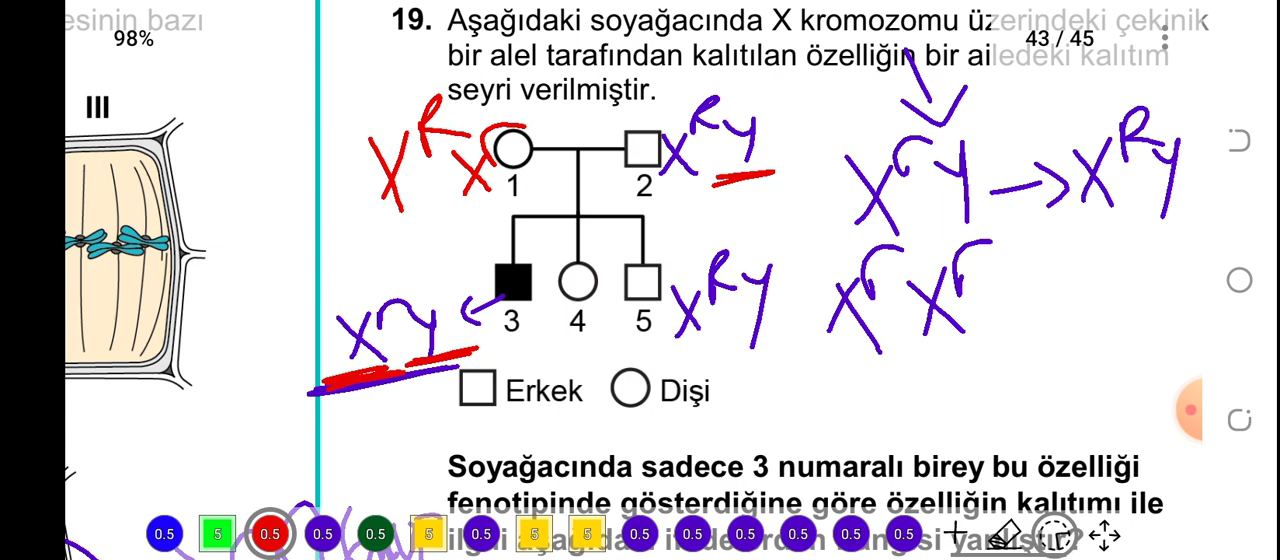 esinin bazı
98%
III
43 / 45
19. Aşağıdaki soyağacında X kromozomu üzerindeki çekinik
bir alel tarafından kalıtılan özelliğin bir ailedeki kalıtım
seyri verilmiştir.
X^R X^r
1
2
X^R y
X^r y → X^R y
X^r y
3
4
5
X^R y
X^r X^r
Erkek
Dişi
Soyağacında sadece 3 numaralı birey bu özelliği
fenotipinde gösterdiğine göre özelliğin kalıtımı ile
0.5 5 0.5 0.5 0.5 5 0.5 5 5 0.5 0.5 0.5 0.5 0.5 0.5